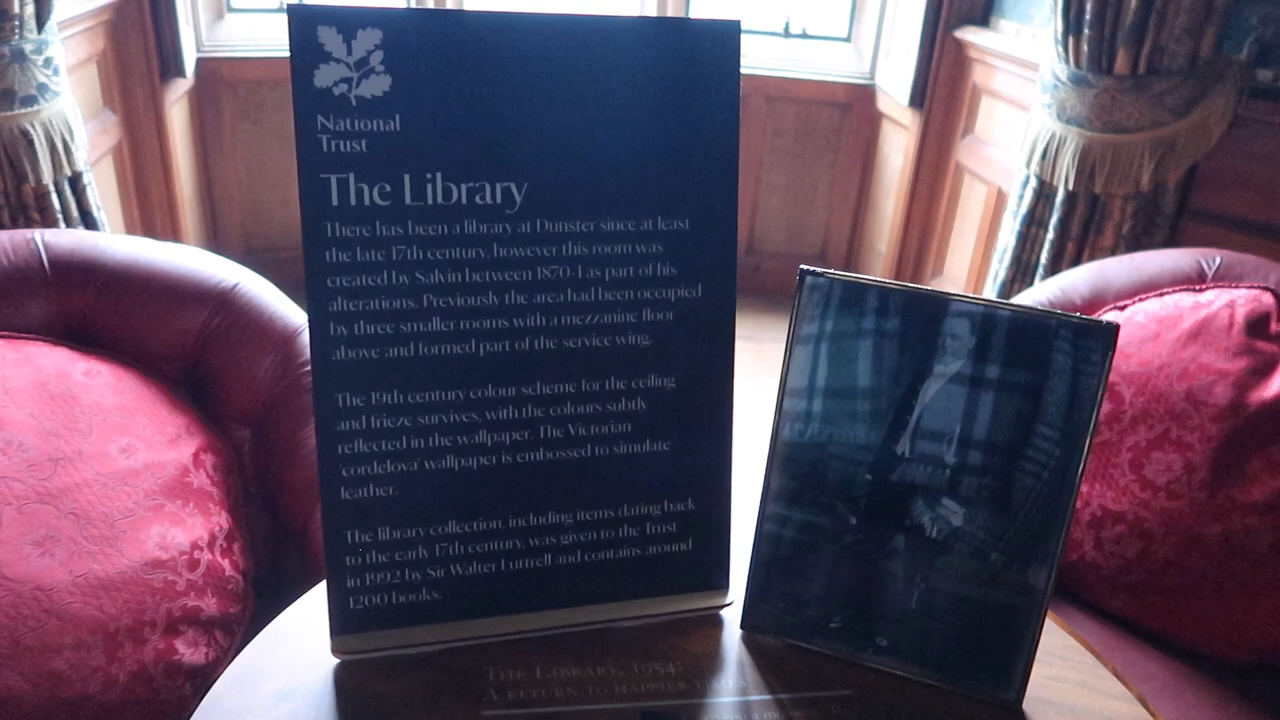 National
Trust
The Library
There has been a library at Dunster since at least
the late 17th century, however this room was
created by Salvin between 1870-1 as part of his
alterations. Previously the area had been occupied
by three smaller rooms with a mezzanine floor
above and formed part of the service wing.
The 19th century colour scheme for the ceiling
and frieze survives, with the colours subtly
reflected in the wallpaper. The Victorian
'cordelova' wallpaper is embossed to simulate
leather.
The library collection, including items dating back
to the early 17th century, was given to the Trust
in 1992 by Sir Walter Luttrell and contains around
1200 books.
The Library, 1954:
A return to happier times